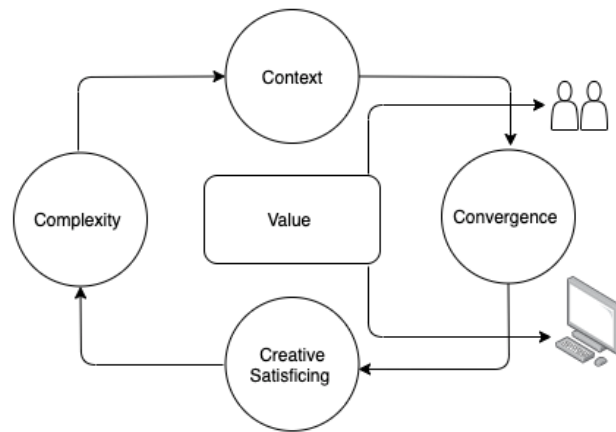 Context
Complexity
Value
Convergence
Creative
Satisficing